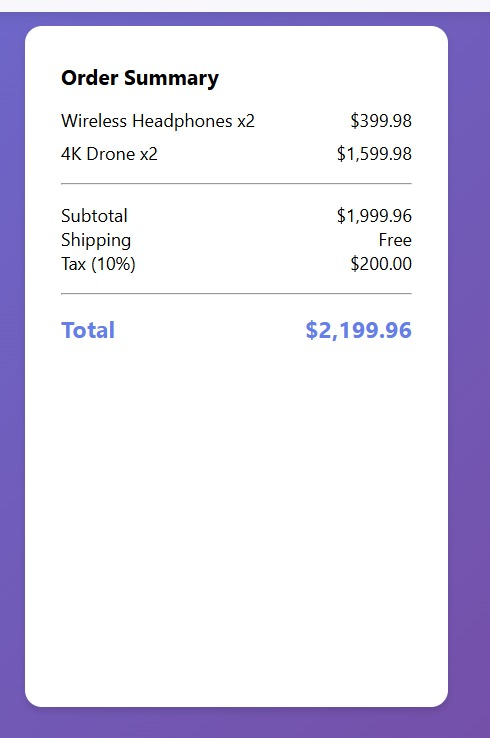 Order Summary
Wireless Headphones x2 $399.98
4K Drone x2 $1,599.98
Subtotal $1,999.96
Shipping Free
Tax (10%) $200.00
Total $2,199.96